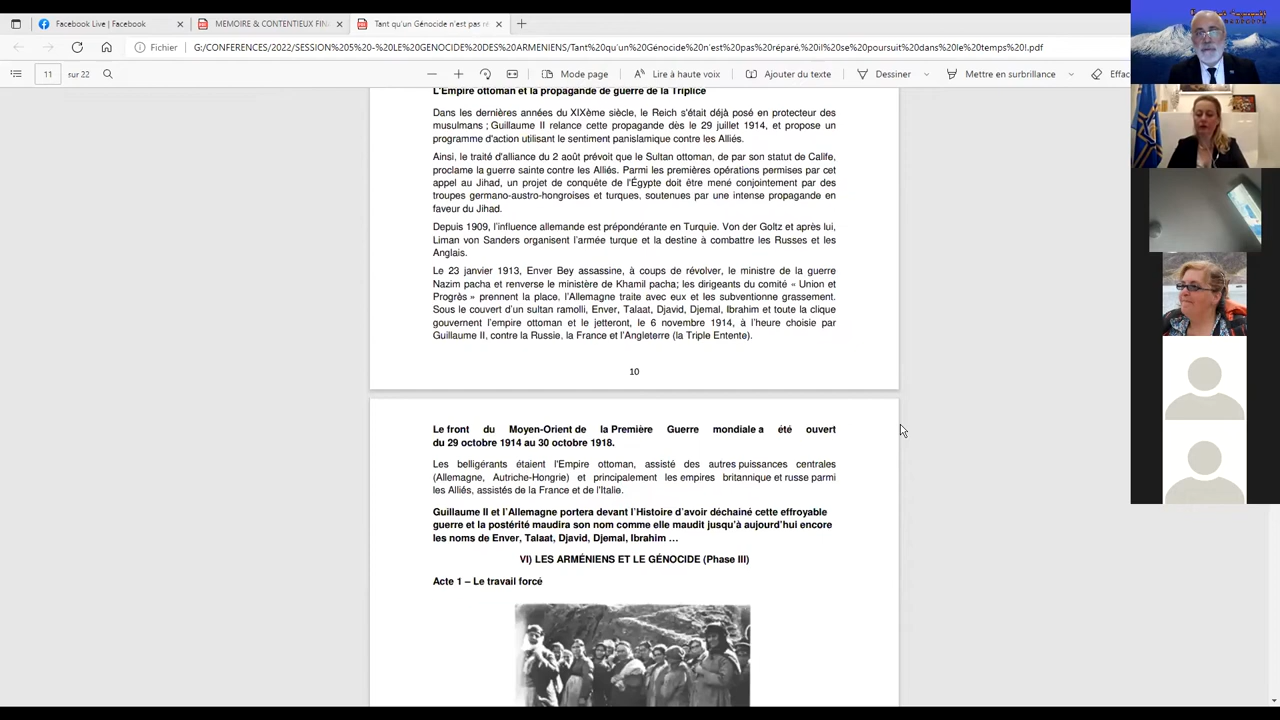 Facebook Live | Facebook
MEMOIRE & CONTENTIEUX FIN
Tant qu'un Génocide n'est pas ré
Fichier
G:/CONFERENCES/2022/SESSION%205%20-%20LE%20GENOCIDE%20DES%20ARMENIENS/Tant%20qu'un%20Génocide%20n'est%20pas%20réparé,%20il%20se%20poursuit%20dans%20le%20temps%20!.pdf
11 sur 22
Mode page
Lire à haute voix
Ajouter du texte
Dessiner
Mettre en surbrillance
Effac
L'Empire ottoman et la propagande de guerre de la Triplice
Dans les dernières années du XIXème siècle, le Reich s'était déjà posé en protecteur des
musulmans ; Guillaume II relance cette propagande dès le 29 juillet 1914, et propose un
programme d'action utilisant le sentiment panislamique contre les Alliés.
Ainsi, le traité d'alliance du 2 août prévoit que le Sultan ottoman, de par son statut de Calife,
proclame la guerre sainte contre les Alliés. Parmi les premières opérations permises par cet
appel au Jihad, un projet de conquête de l'Égypte doit être mené conjointement par des
troupes germano-austro-hongroises et turques, soutenues par une intense propagande en
faveur du Jihad.
Depuis 1909, l'influence allemande est prépondérante en Turquie. Von der Goltz et après lui,
Liman von Sanders organisent l'armée turque et la destine à combattre les Russes et les
Anglais.
Le 23 janvier 1913, Enver Bey assassine, à coups de révolver, le ministre de la guerre
Nazim pacha et renverse le ministère de Khamil pacha; les dirigeants du comité « Union et
Progrès » prennent la place, l'Allemagne traite avec eux et les subventionne grassement.
Sous le couvert d'un sultan ramolli, Enver, Talaat, Djavid, Djemal, Ibrahim et toute la clique
gouvernent l'empire ottoman et le jetteront, le 6 novembre 1914, à l'heure choisie par
Guillaume II, contre la Russie, la France et l'Angleterre (la Triple Entente).
10
Le front du Moyen-Orient de la Première Guerre mondiale a été ouvert
du 29 octobre 1914 au 30 octobre 1918.
Les belligérants étaient l'Empire ottoman, assisté des autres puissances centrales
(Allemagne, Autriche-Hongrie) et principalement les empires britannique et russe parmi
les Alliés, assistés de la France et de l'Italie.
Guillaume II et l'Allemagne portera devant l'Histoire d'avoir déchainé cette effroyable
guerre et la postérité maudira son nom comme elle maudit jusqu'à aujourd'hui encore
les noms de Enver, Talaat, Djavid, Djemal, Ibrahim …
VI) LES ARMÉNIENS ET LE GÉNOCIDE (Phase III)
Acte 1 – Le travail forcé